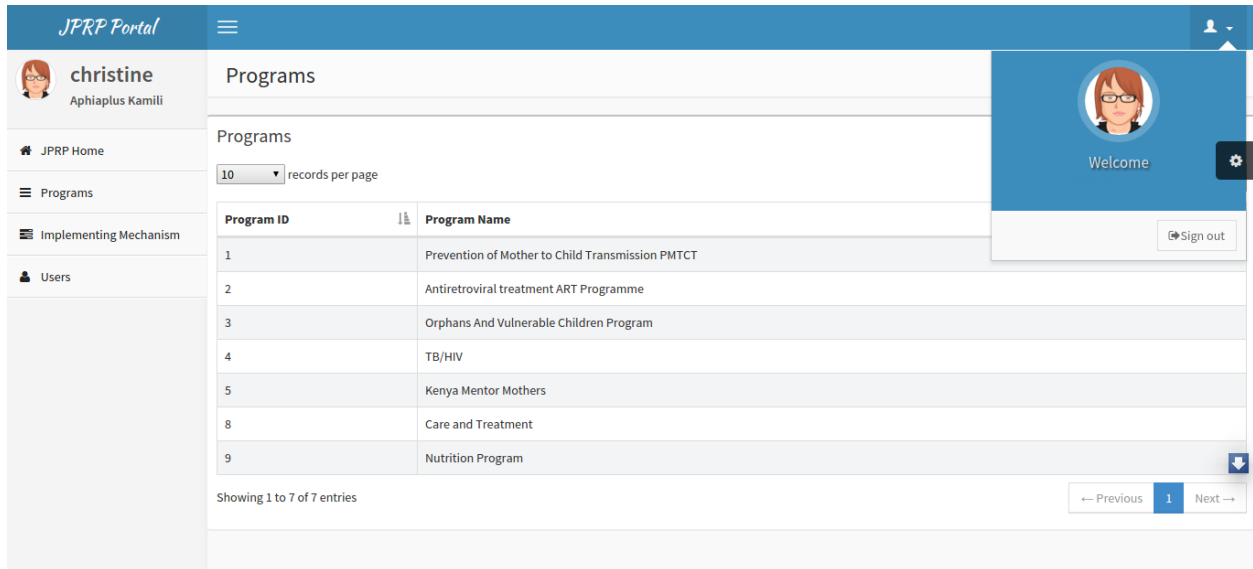 JPRP Portal
christine
Aphiaplus Kamili
JPRP Home
Programs
Implementing Mechanism
Users
Programs
Programs
10 records per page
Program ID Program Name
1 Prevention of Mother to Child Transmission PMTCT
2 Antiretroviral treatment ART Programme
3 Orphans And Vulnerable Children Program
4 TB/HIV
5 Kenya Mentor Mothers
8 Care and Treatment
9 Nutrition Program
Showing 1 to 7 of 7 entries
← Previous 1 Next →
Welcome
Sign out